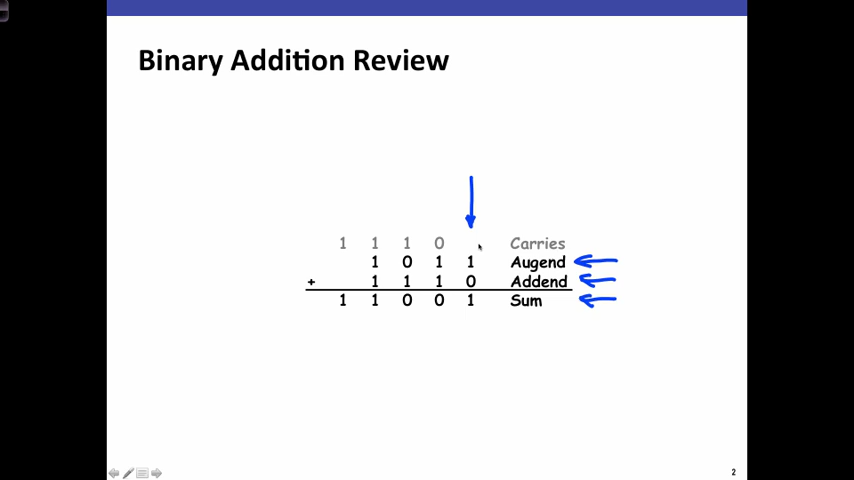 Binary Addition Review
1 1 1 0 Carries
1 0 1 1 Augend
+ 1 1 1 0 Addend
1 1 0 0 1 Sum
2